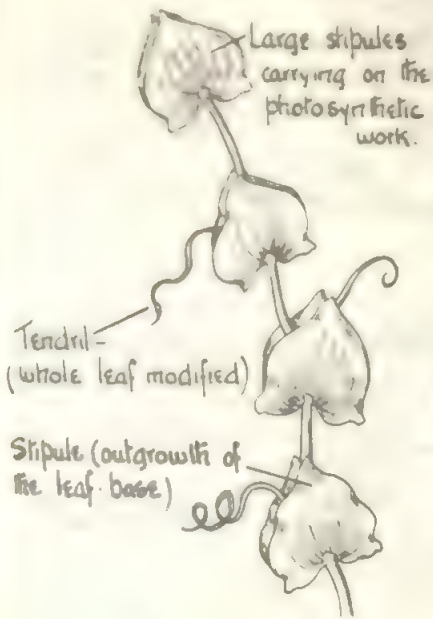 Large stipules
carrying on the
photosynthetic
work.
Tendril-
(whole leaf modified)
Stipule (outgrowth of
the leaf-base)